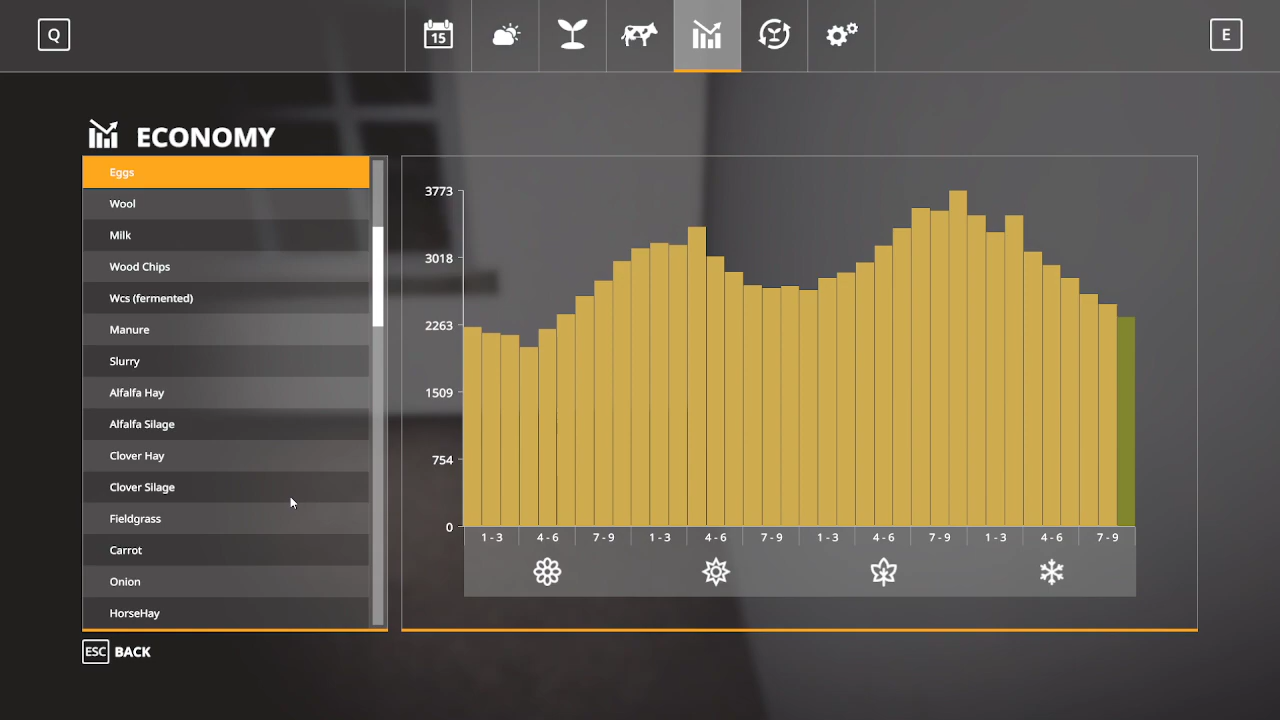 Q
15
E
ECONOMY
Eggs
Wool
Milk
Wood Chips
Wcs (fermented)
Manure
Slurry
Alfalfa Hay
Alfalfa Silage
Clover Hay
Clover Silage
Fieldgrass
Carrot
Onion
HorseHay
3773
3018
2263
1509
754
0
1 - 3 4 - 6 7 - 9 1 - 3 4 - 6 7 - 9 1 - 3 4 - 6 7 - 9 1 - 3 4 - 6 7 - 9
ESC BACK